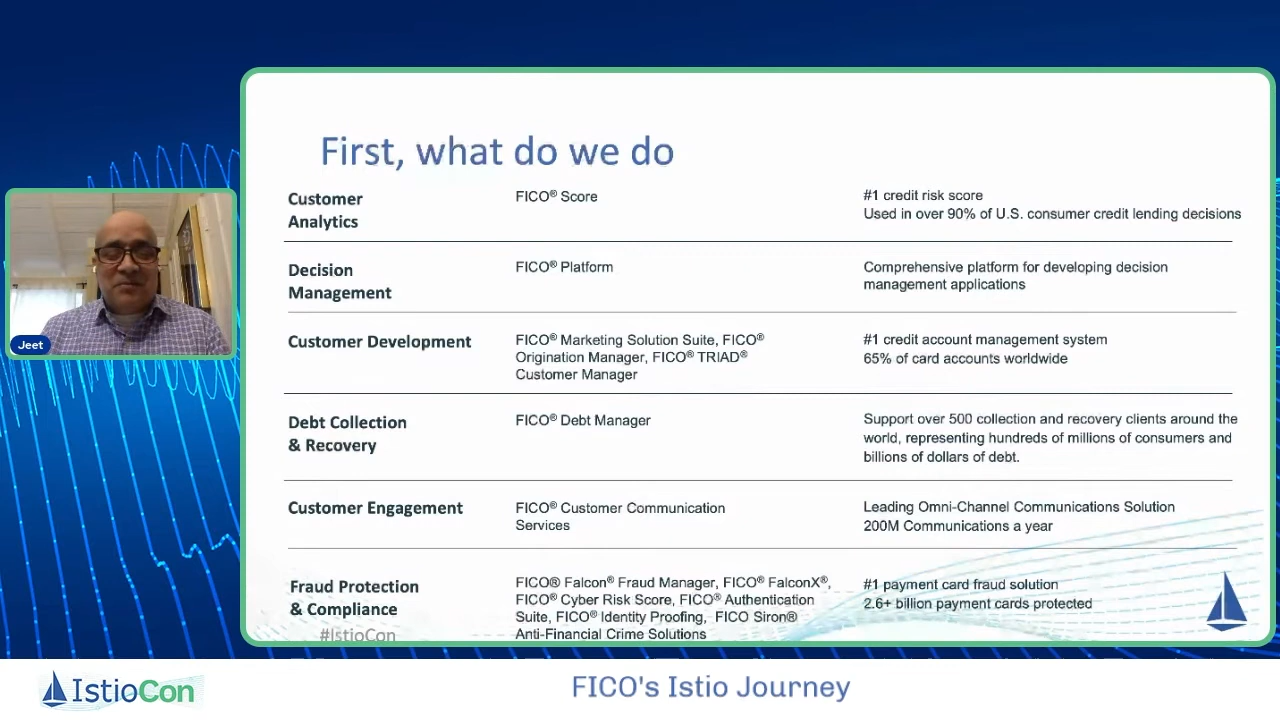 First, what do we do
Customer
Analytics
FICO® Score
#1 credit risk score
Used in over 90% of U.S. consumer credit lending decisions
Decision
Management
FICO® Platform
Comprehensive platform for developing decision
management applications
Customer Development
FICO® Marketing Solution Suite, FICO®
Origination Manager, FICO® TRIAD®
Customer Manager
#1 credit account management system
65% of card accounts worldwide
Debt Collection
& Recovery
FICO® Debt Manager
Support over 500 collection and recovery clients around the
world, representing hundreds of millions of consumers and
billions of dollars of debt.
Customer Engagement
FICO® Customer Communication
Services
Leading Omni-Channel Communications Solution
200M Communications a year
Fraud Protection
& Compliance
FICO® Falcon® Fraud Manager, FICO® FalconX®,
FICO® Cyber Risk Score, FICO® Authentication
Suite, FICO® Identity Proofing, FICO Siron®
Anti-Financial Crime Solutions
#1 payment card fraud solution
2.6+ billion payment cards protected
#IstioCon
Jeet
IstioCon
FICO's Istio Journey